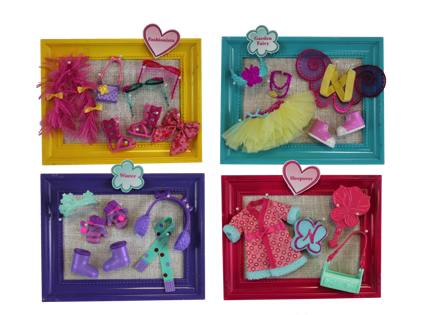 Fashionista
Garden
Fairy
Winter
Sleepover
N